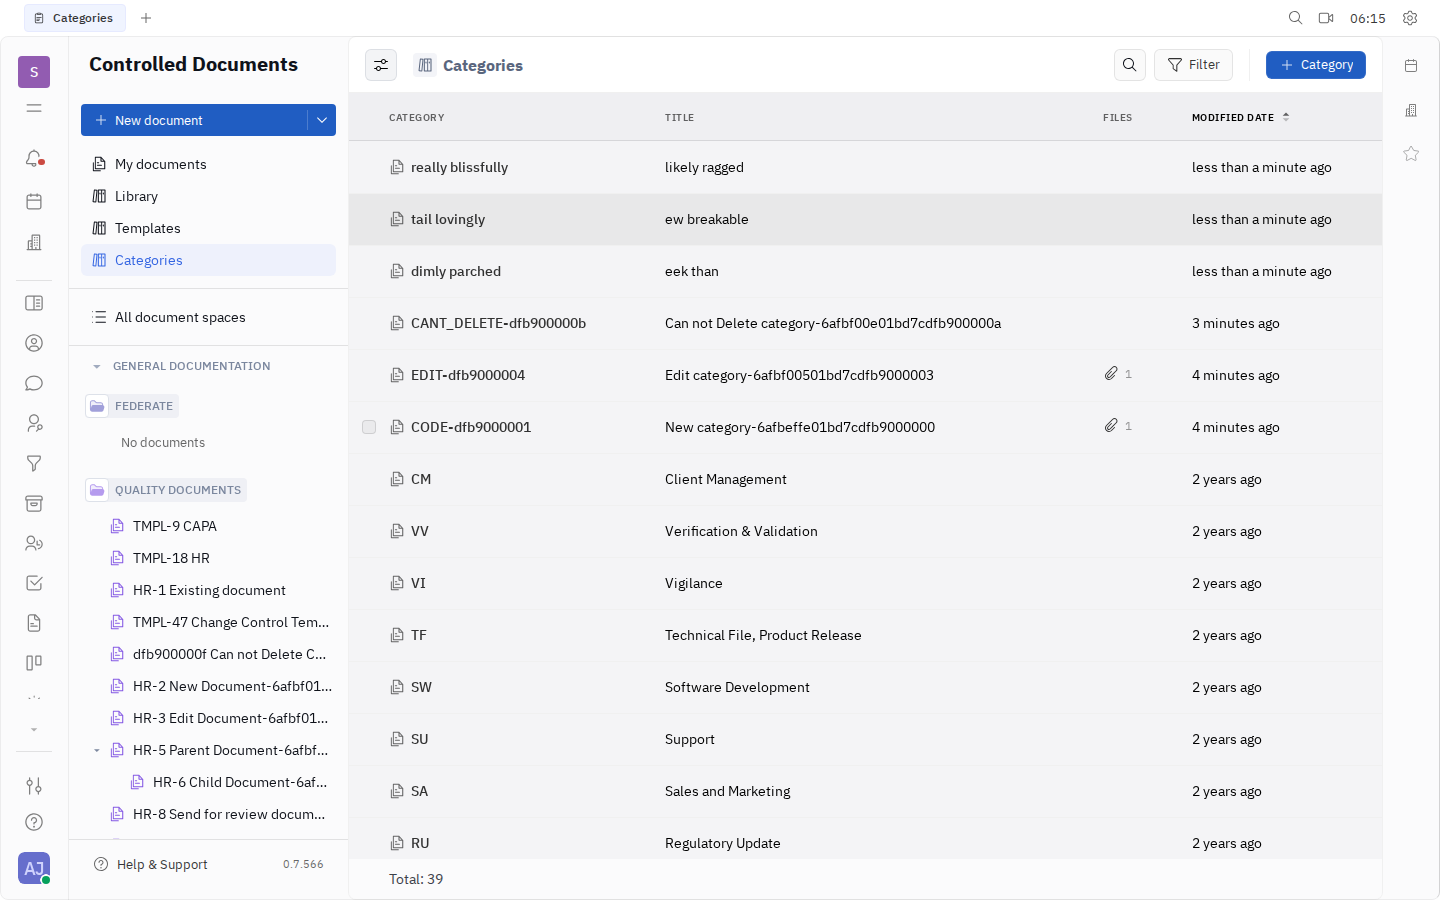 Categories
06:15
S
Controlled Documents
New document
My documents
Library
Templates
Categories
All document spaces
GENERAL DOCUMENTATION
FEDERATE
No documents
QUALITY DOCUMENTS
TMPL-9 CAPA
TMPL-18 HR
HR-1 Existing document
TMPL-47 Change Control Tem...
dfb900000f Can not Delete C...
HR-2 New Document-6afbf01...
HR-3 Edit Document-6afbf01...
HR-5 Parent Document-6afbf...
HR-6 Child Document-6af...
HR-8 Send for review docum...
Help & Support 0.7.566
AJ
Categories
Filter
Category
CATEGORY TITLE FILES MODIFIED DATE
really blissfully likely ragged less than a minute ago
tail lovingly ew breakable less than a minute ago
dimly parched eek than less than a minute ago
CANT_DELETE-dfb900000b Can not Delete category-6afbf00e01bd7cdfb900000a 3 minutes ago
EDIT-dfb9000004 Edit category-6afbf00501bd7cdfb9000003 1 4 minutes ago
CODE-dfb9000001 New category-6afbeffe01bd7cdfb9000000 1 4 minutes ago
CM Client Management 2 years ago
VV Verification & Validation 2 years ago
VI Vigilance 2 years ago
TF Technical File, Product Release 2 years ago
SW Software Development 2 years ago
SU Support 2 years ago
SA Sales and Marketing 2 years ago
RU Regulatory Update 2 years ago
Total: 39